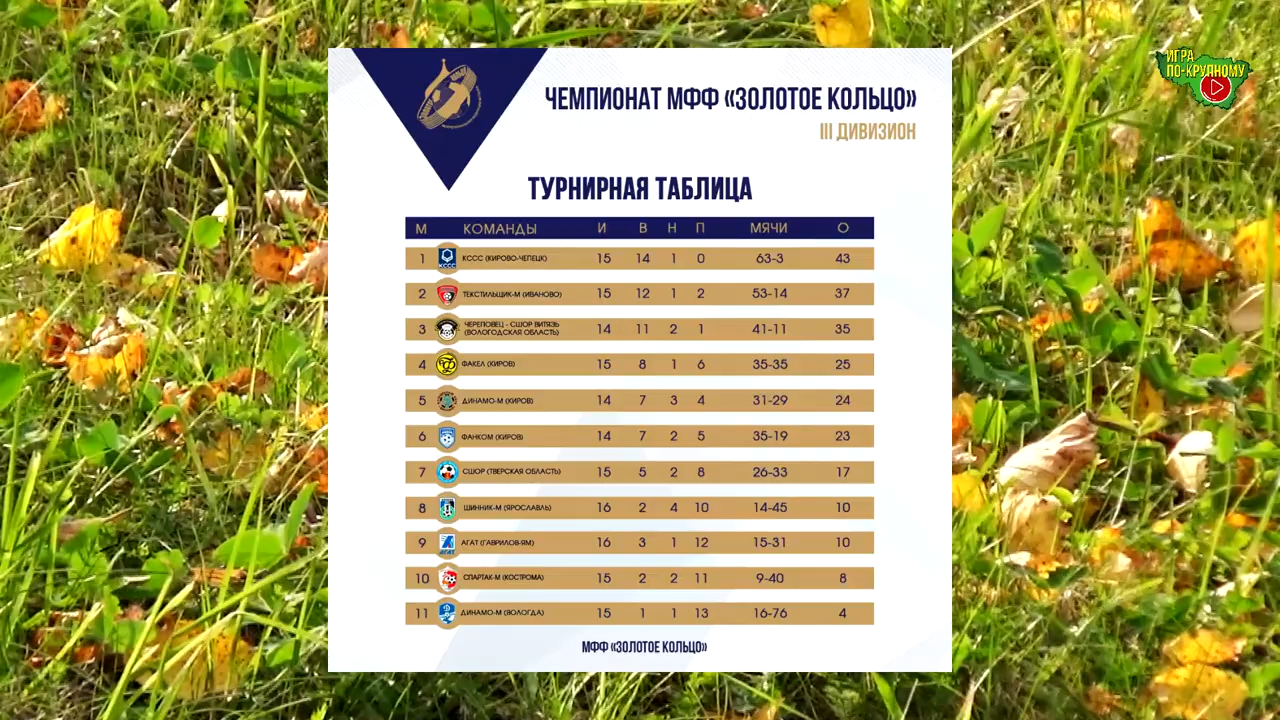 ИГРА
ПО-КРУПНОМУ
ЧЕМПИОНАТ МФФ «ЗОЛОТОЕ КОЛЬЦО»
III ДИВИЗИОН
ТУРНИРНАЯ ТАБЛИЦА
М КОМАНДЫ И В Н П МЯЧИ О
1 КССС (КИРОВО-ЧЕПЕЦК) 15 14 1 0 63-3 43
2 ТЕКСТИЛЬЩИК-М (ИВАНОВО) 15 12 1 2 53-14 37
3 ЧЕРЕПОВЕЦ - СШОР ВИТЯЗЬ (ВОЛОГОДСКАЯ ОБЛАСТЬ) 14 11 2 1 41-11 35
4 ФАКЕЛ (КИРОВ) 15 8 1 6 35-35 25
5 ДИНАМО-М (КИРОВ) 14 7 3 4 31-29 24
6 ФАНКОМ (КИРОВ) 14 7 2 5 35-19 23
7 СШОР (ТВЕРСКАЯ ОБЛАСТЬ) 15 5 2 8 26-33 17
8 ШИННИК-М (ЯРОСЛАВЛЬ) 16 2 4 10 14-45 10
9 АГАТ (ГАВРИЛОВ-ЯМ) 16 3 1 12 15-31 10
10 СПАРТАК-М (КОСТРОМА) 15 2 2 11 9-40 8
11 ДИНАМО-М (ВОЛОГДА) 15 1 1 13 16-76 4
МФФ «ЗОЛОТОЕ КОЛЬЦО»